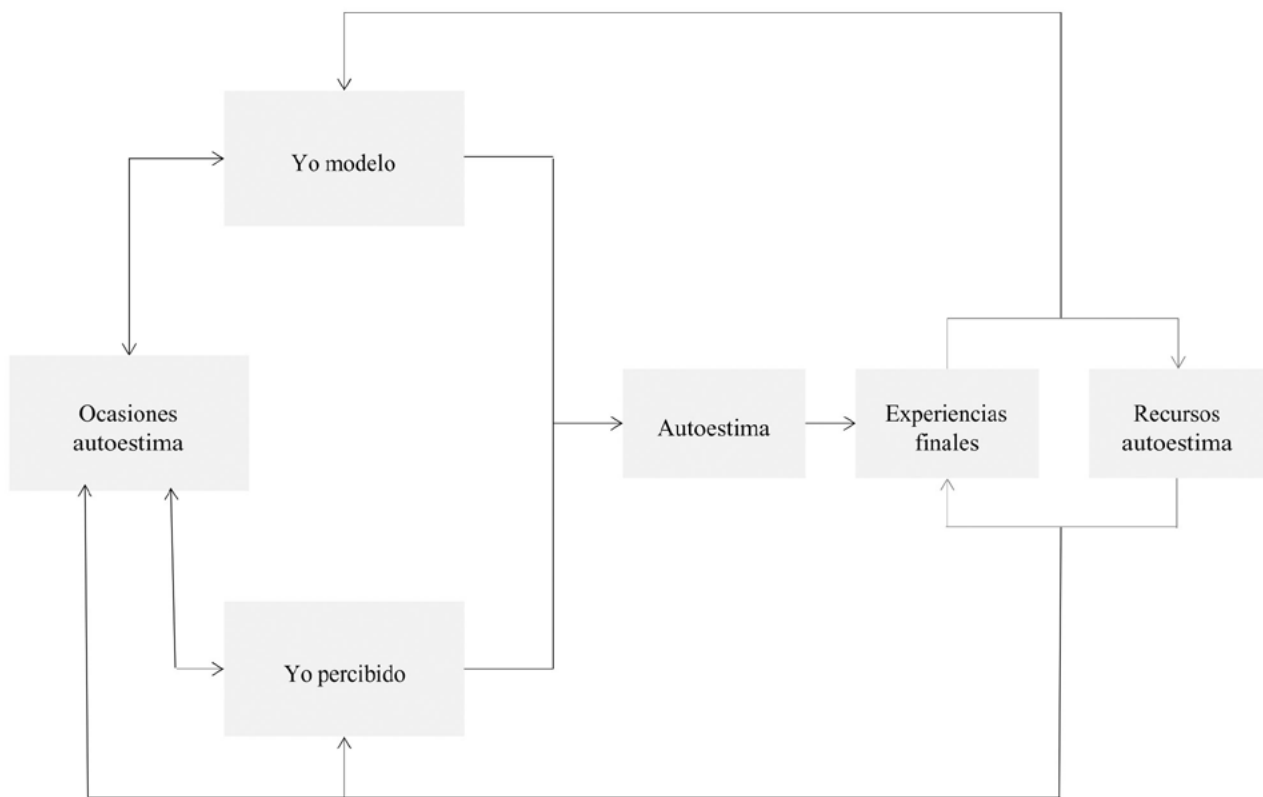 Yo modelo
Ocasiones
autoestima
Autoestima
Experiencias
finales
Recursos
autoestima
Yo percibido